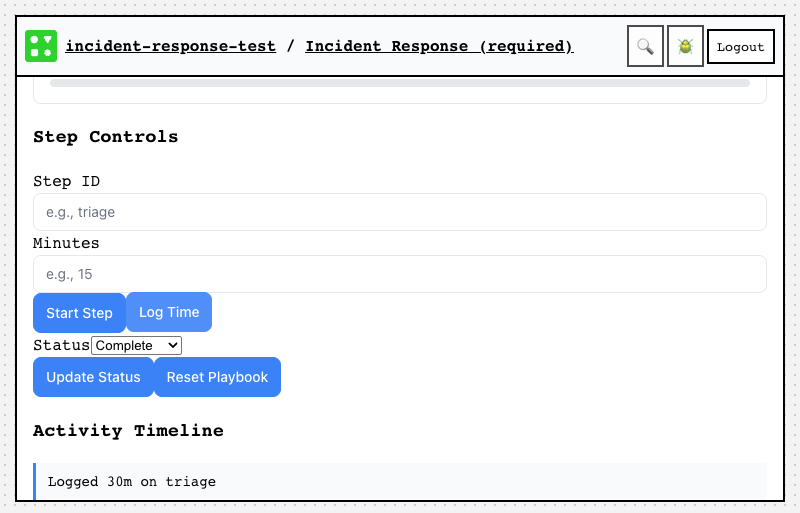 incident-response-test / Incident Response (required)
Logout
Step Controls
Step ID
e.g., triage
Minutes
e.g., 15
Start Step Log Time
Status Complete
Update Status Reset Playbook
Activity Timeline
Logged 30m on triage